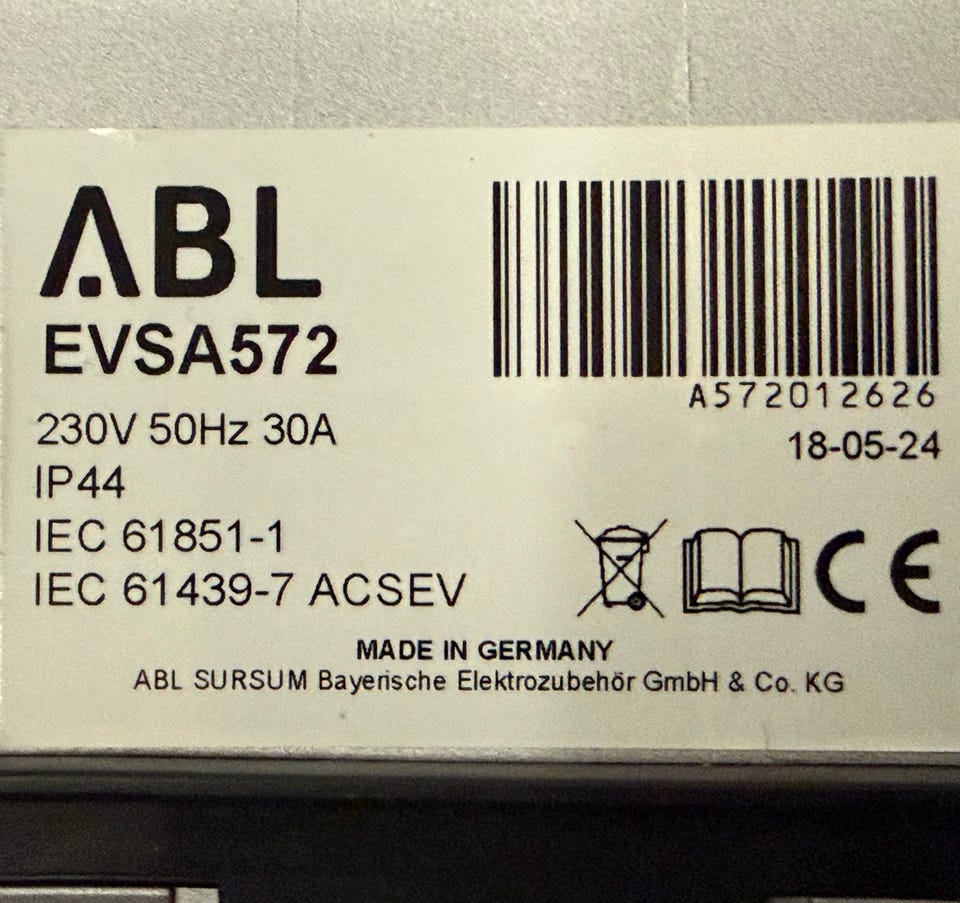 ABL
EVSA572
230V 50Hz 30A
IP44
IEC 61851-1
IEC 61439-7 ACSEV
A572012626
18-05-24
CE
MADE IN GERMANY
ABL SURSUM Bayerische Elektrozubehör GmbH & Co. KG